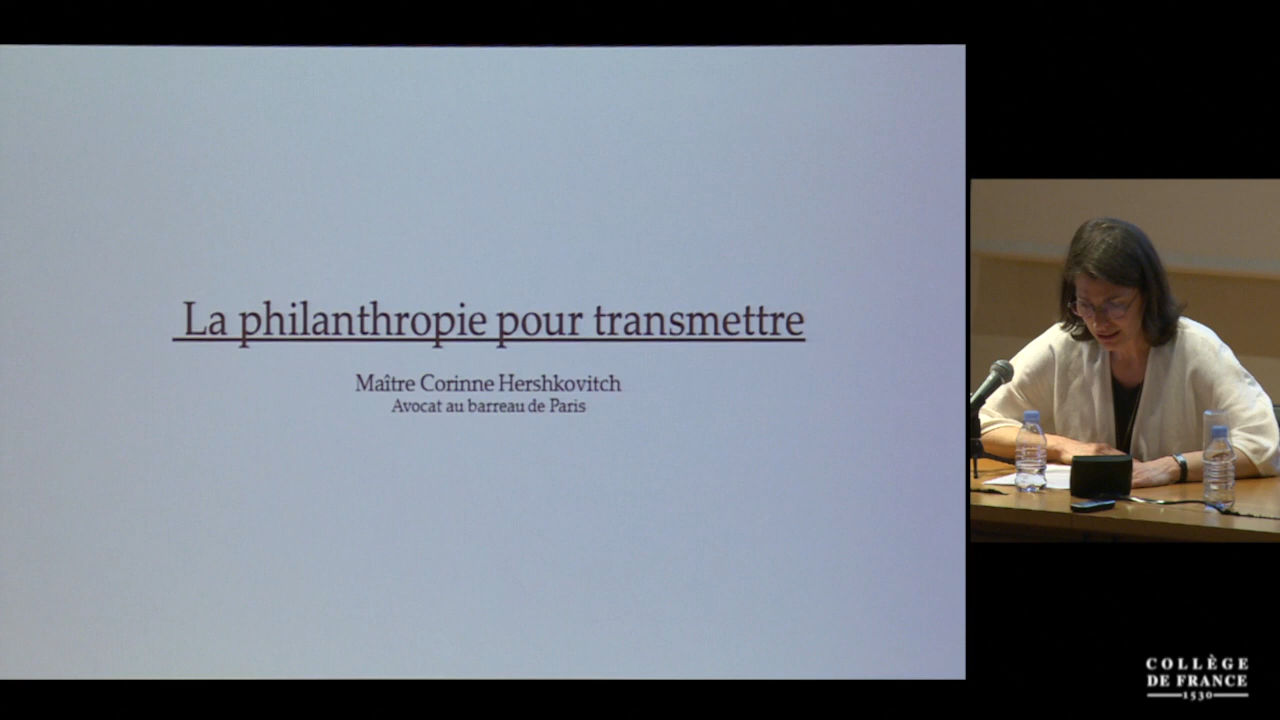 La philanthropie pour transmettre
Maître Corinne Hershkovitch
Avocat au barreau de Paris
COLLÈGE
DE FRANCE
1530